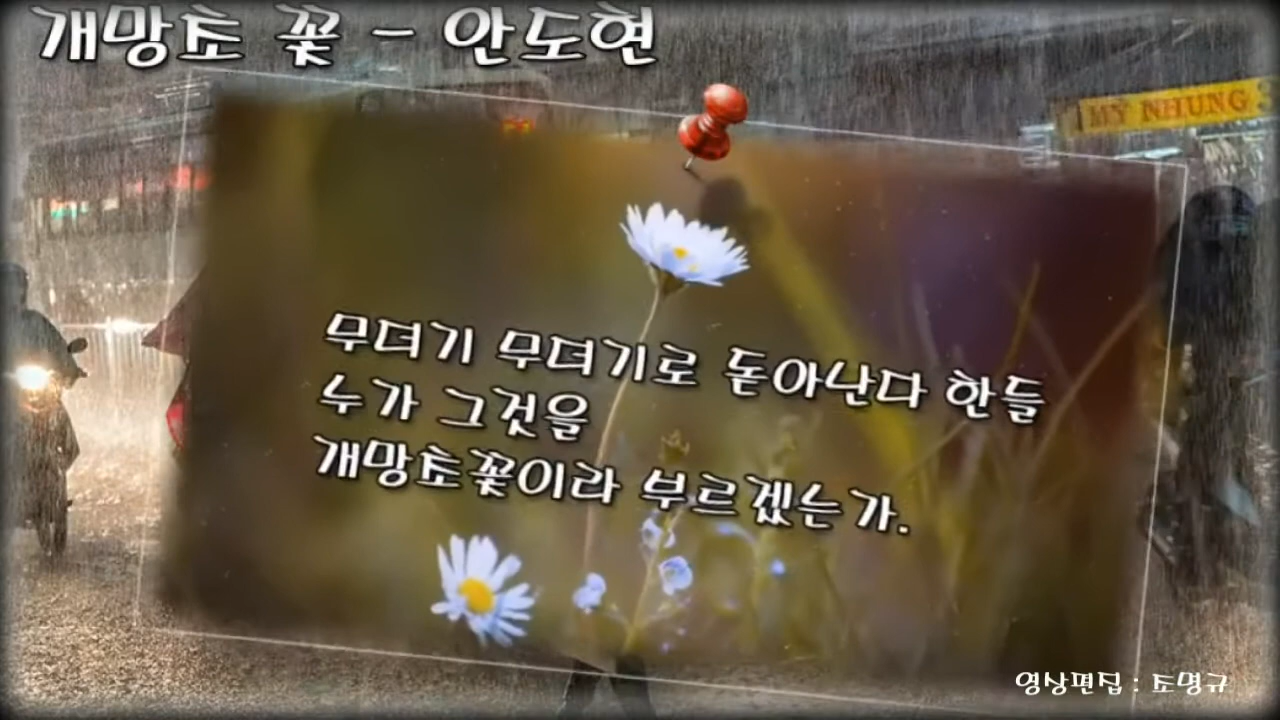 개망초 꽃 - 안도현
MY NHUNG
무더기 무더기로 돋아난다 한들
누가 그것을
개망초꽃이라 부르겠는가.
영상편집 : 조명규